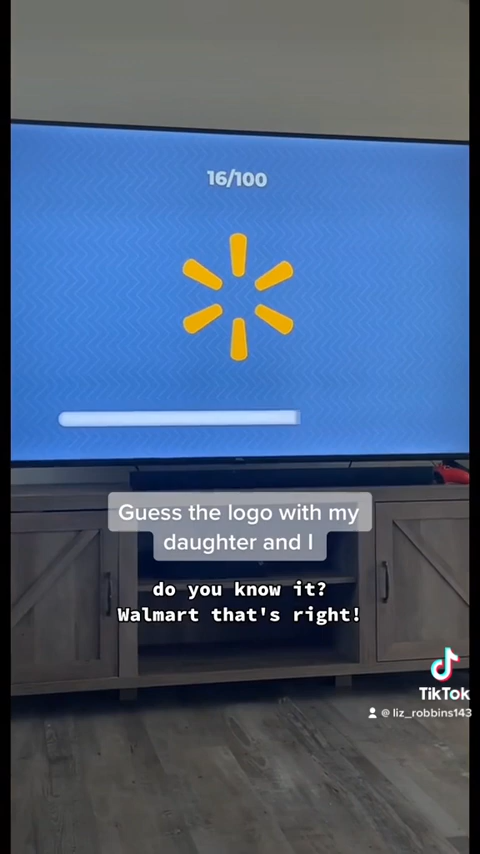 16/100
Guess the logo with my
daughter and I
do you know it?
Walmart that's right!
TikTok
@ liz_robbins143